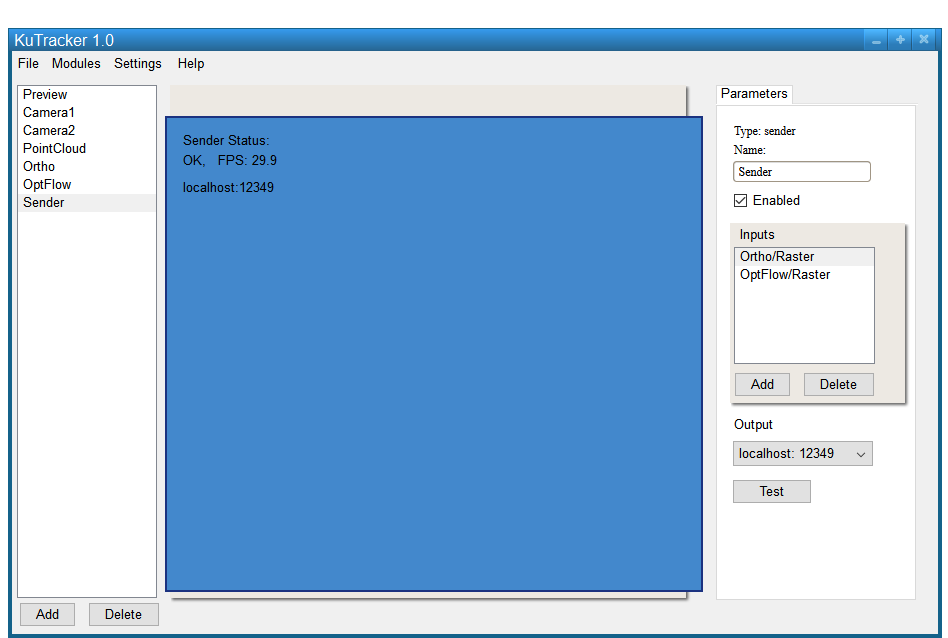 KuTracker 1.0
File Modules Settings Help
Preview
Camera1
Camera2
PointCloud
Ortho
OptFlow
Sender
Add Delete
Sender Status:
OK, FPS: 29.9
localhost:12349
Parameters
Type: sender
Name:
Sender
Enabled
Inputs
Ortho/Raster
OptFlow/Raster
Add Delete
Output
localhost: 12349
Test